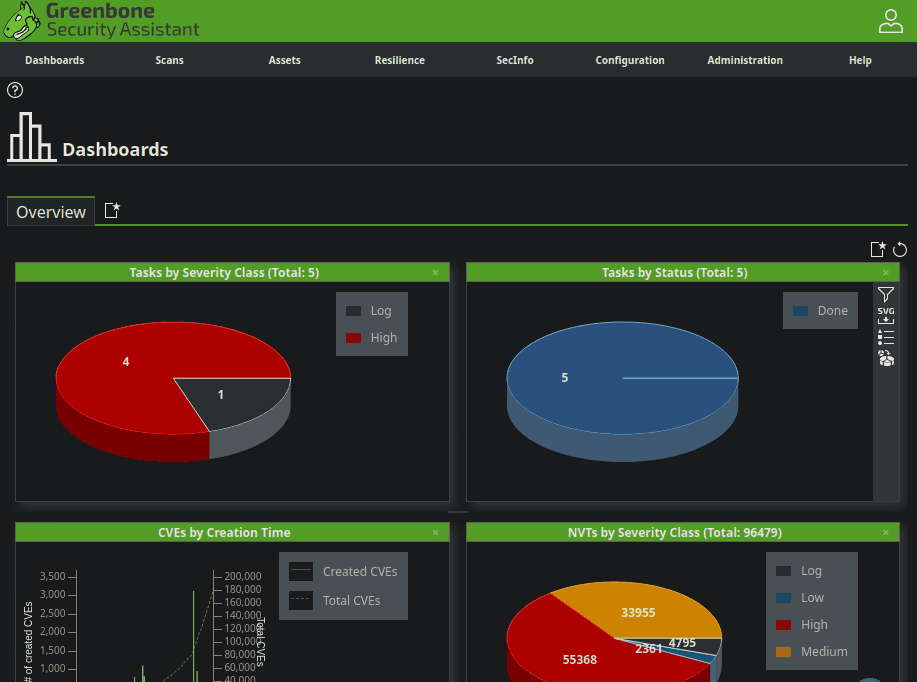 Greenbone
Security Assistant
Dashboards Scans Assets Resilience SecInfo Configuration Administration Help
?
Dashboards
Overview
Tasks by Severity Class (Total: 5) ×
Log
High
4
1
Tasks by Status (Total: 5) ×
Done
SVG
5
CVEs by Creation Time ×
Created CVEs
Total CVEs
# of created CVEs
3,500
3,000
2,500
2,000
1,500
1,000
200,000
180,000
160,000
140,000
120,000
100,000
80,000
60,000
40,000
Total CVEs
NVTs by Severity Class (Total: 96479) ×
Log
Low
High
Medium
33955
4795
2361
55368